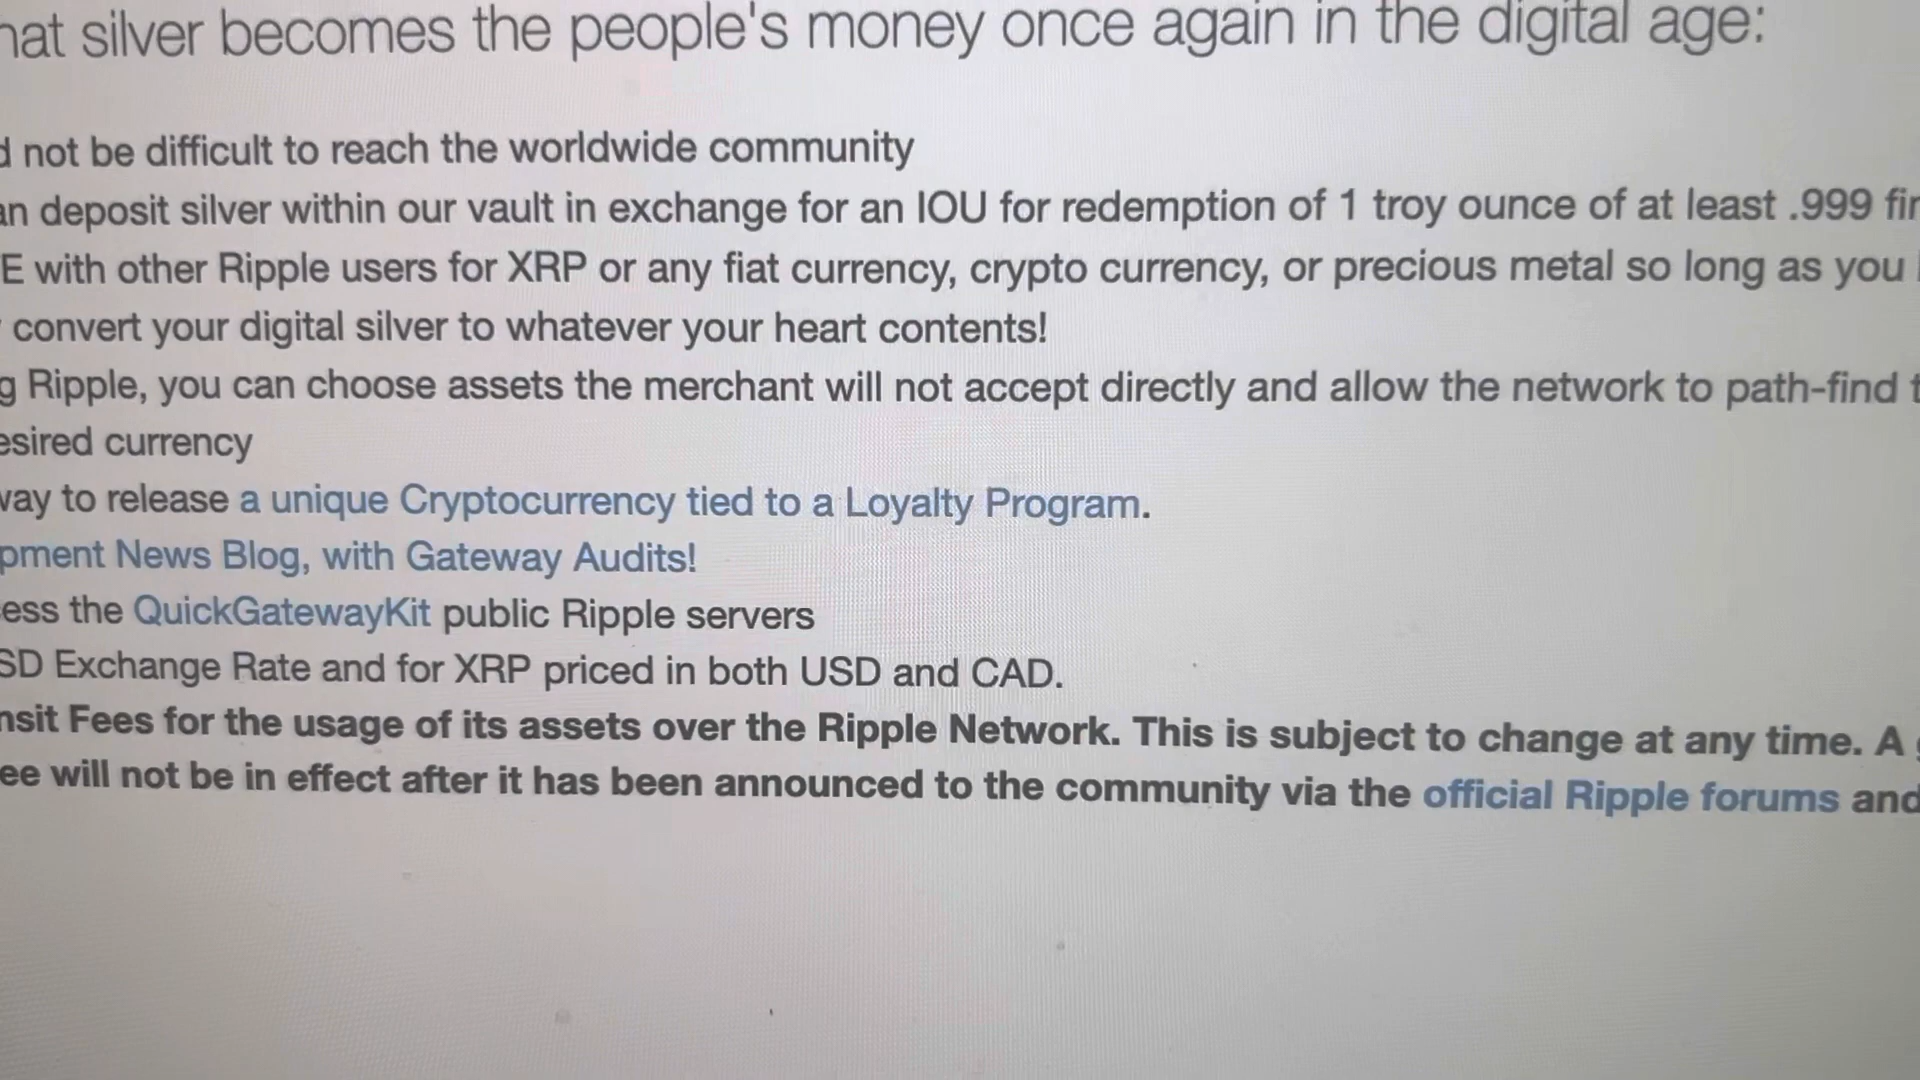 hat silver becomes the people's money once again in the digital age:
d not be difficult to reach the worldwide community
an deposit silver within our vault in exchange for an IOU for redemption of 1 troy ounce of at least .999 fin
E with other Ripple users for XRP or any fiat currency, crypto currency, or precious metal so long as you
convert your digital silver to whatever your heart contents!
g Ripple, you can choose assets the merchant will not accept directly and allow the network to path-find t
esired currency
way to release a unique Cryptocurrency tied to a Loyalty Program.
pment News Blog, with Gateway Audits!
ess the QuickGatewayKit public Ripple servers
SD Exchange Rate and for XRP priced in both USD and CAD.
nsit Fees for the usage of its assets over the Ripple Network. This is subject to change at any time. A
ee will not be in effect after it has been announced to the community via the official Ripple forums and